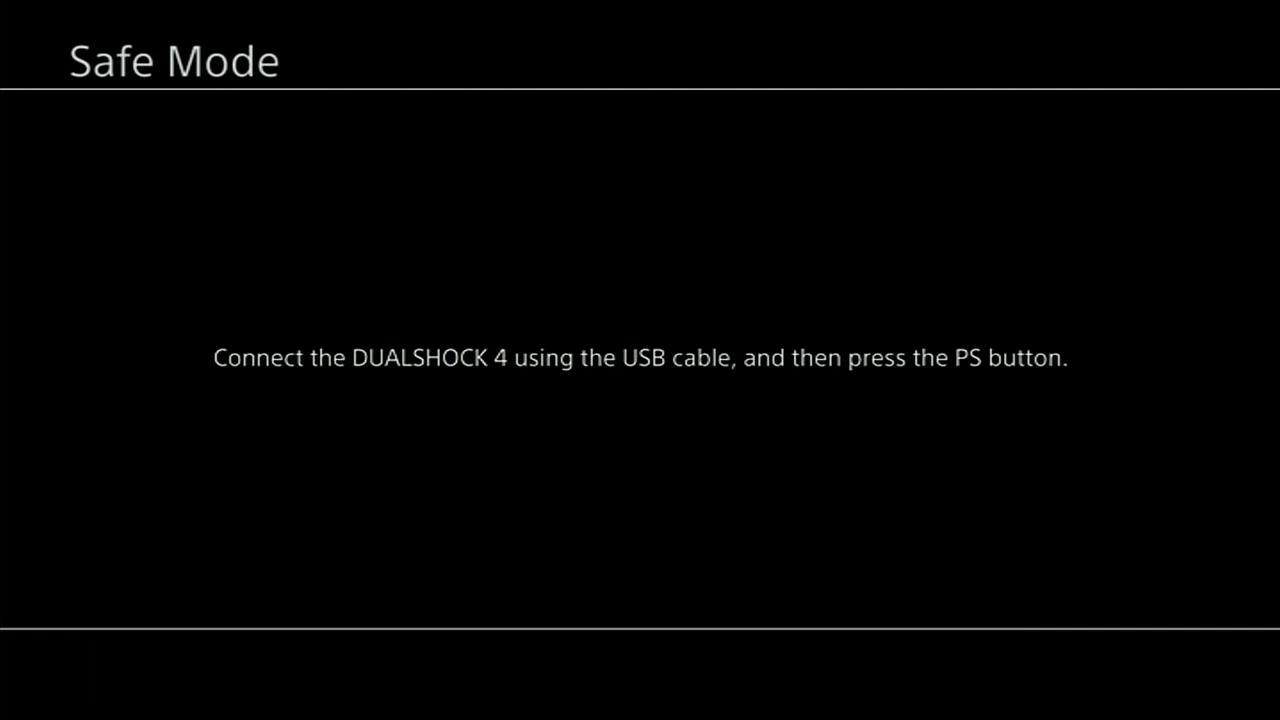 Safe Mode
Connect the DUALSHOCK 4 using the USB cable, and then press the PS button.